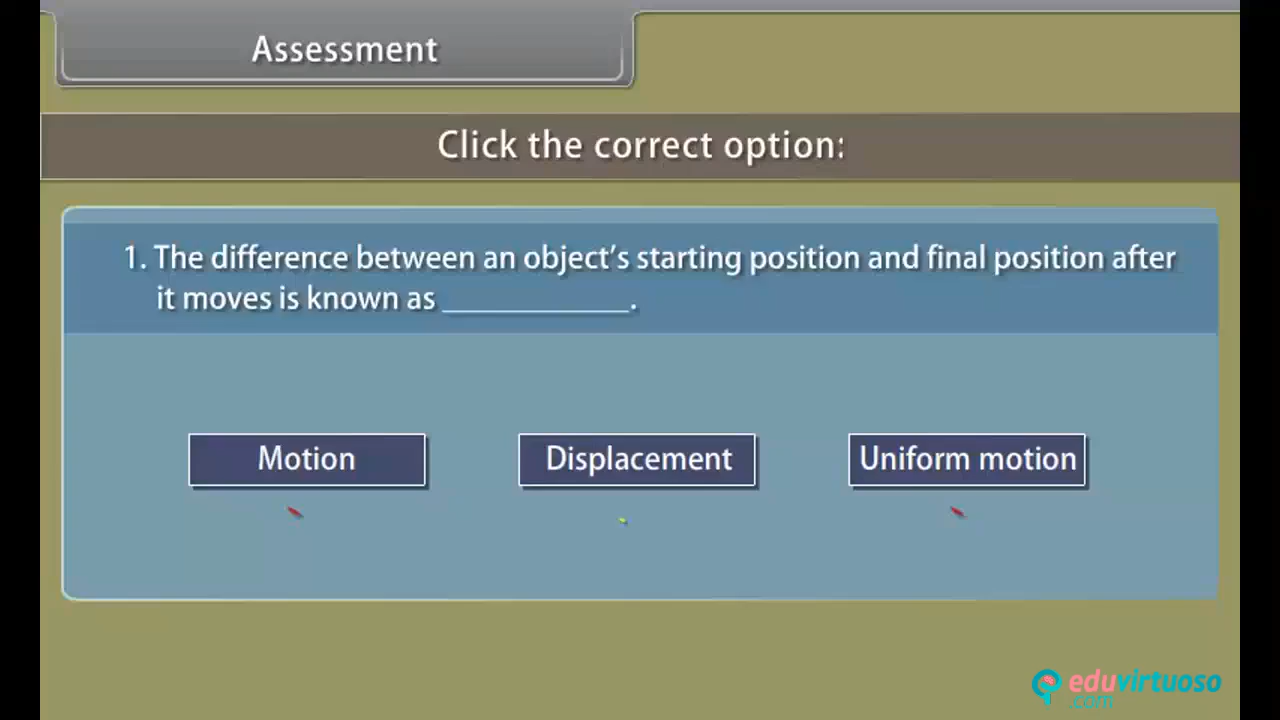 Assessment
Click the correct option:
1. The difference between an object's starting position and final position after
it moves is known as ____________.
Motion
Displacement
Uniform motion
eduvirtuoso
.com